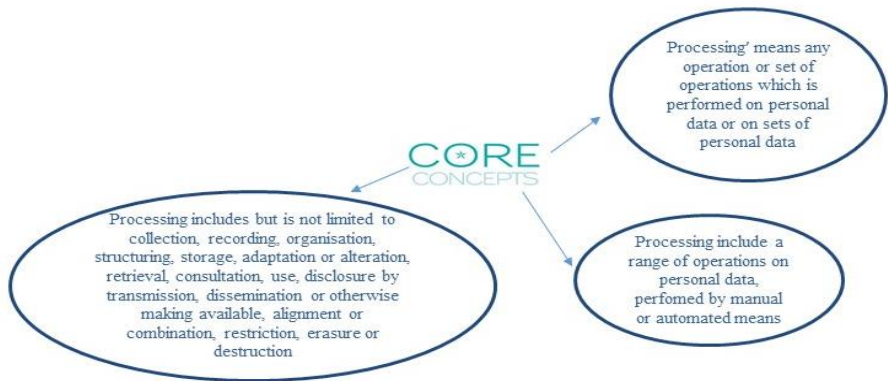 Processing' means any
operation or set of
operations which is
performed on personal
data or on sets of
personal data
CORE
CONCEPTS
Processing includes but is not limited to
collection, recording, organisation,
structuring, storage, adaptation or alteration,
retrieval, consultation, use, disclosure by
transmission, dissemination or otherwise
making available, alignment or
combination, restriction, erasure or
destruction
Processing include a
range of operations on
personal data,
perfomed by manual
or automated means